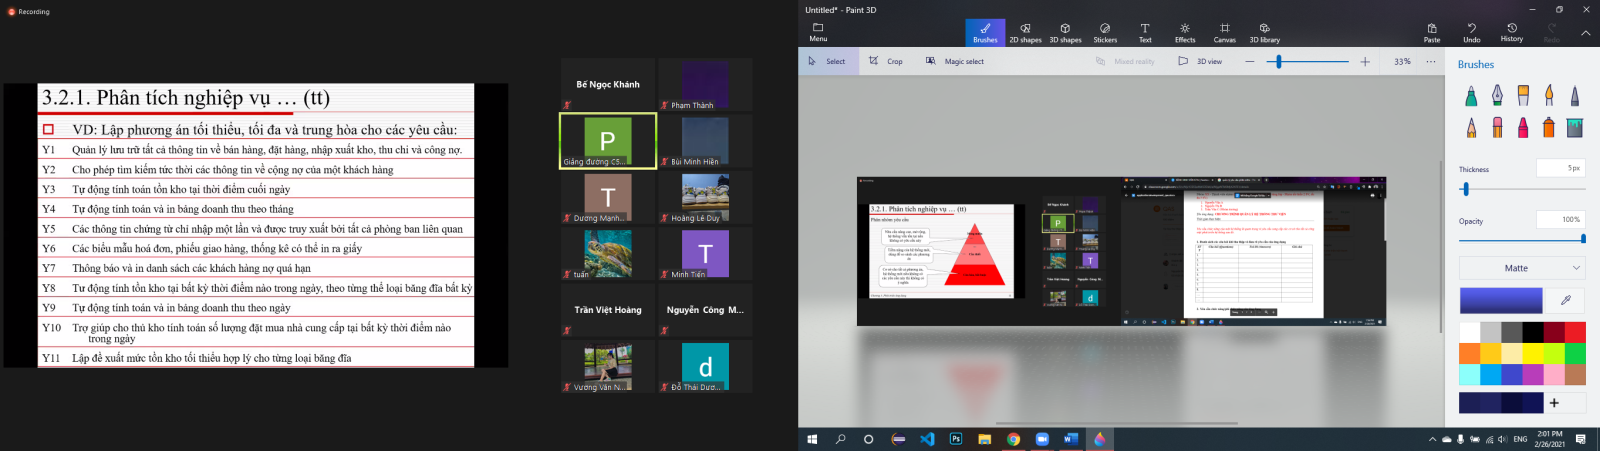 Recording
3.2.1. Phân tích nghiệp vụ … (tt)
VD: Lập phương án tối thiểu, tối đa và trung hòa cho các yêu cầu:
Y1 Quản lý lưu trữ tất cả thông tin về bán hàng, đặt hàng, nhập xuất kho, thu chi và công nợ.
Y2 Cho phép tìm kiếm tức thời các thông tin về cộng nợ của một khách hàng
Y3 Tự động tính toán tồn kho tại thời điểm cuối ngày
Y4 Tự động tính toán và in bảng doanh thu theo tháng
Y5 Các thông tin chứng từ chỉ nhập một lần và được truy xuất bởi tất cả phòng ban liên quan
Y6 Các biểu mẫu hoá đơn, phiếu giao hàng, thống kê có thể in ra giấy
Y7 Thông báo và in danh sách các khách hàng nợ quá hạn
Y8 Tự động tính tồn kho tại bất kỳ thời điểm nào trong ngày, theo từng thể loại băng đĩa bất kỳ
Y9 Tự động tính toán và in bảng doanh thu theo ngày
Y10 Trợ giúp cho thủ kho tính toán số lượng đặt mua nhà cung cấp tại bất kỳ thời điểm nào
trong ngày
Y11 Lập đề xuất mức tồn kho tối thiểu hợp lý cho từng loại băng đĩa
Bế Ngọc Khánh
Phạm Thành
P
Giảng đường C5...
Bùi Minh Hiền
T
Dương Mạnh...
Hoàng Lê Duy
tuấn
T
Minh Tiến
Trần Việt Hoàng
Nguyễn Công M...
Vương Văn N...
d
Đỗ Thái Dươ...
Untitled* - Paint 3D
Menu
Brushes
2D shapes
3D shapes
Stickers
Text
Effects
Canvas
3D library
Paste
Undo
History
Redo
Select
Crop
Magic select
Mixed reality
3D view
33%
Brushes
Thickness
5px
Opacity
100%
Matte
3.2.1. Phân tích nghiệp vụ … (tt)
Ps
ENG
2:01 PM
2/26/2021